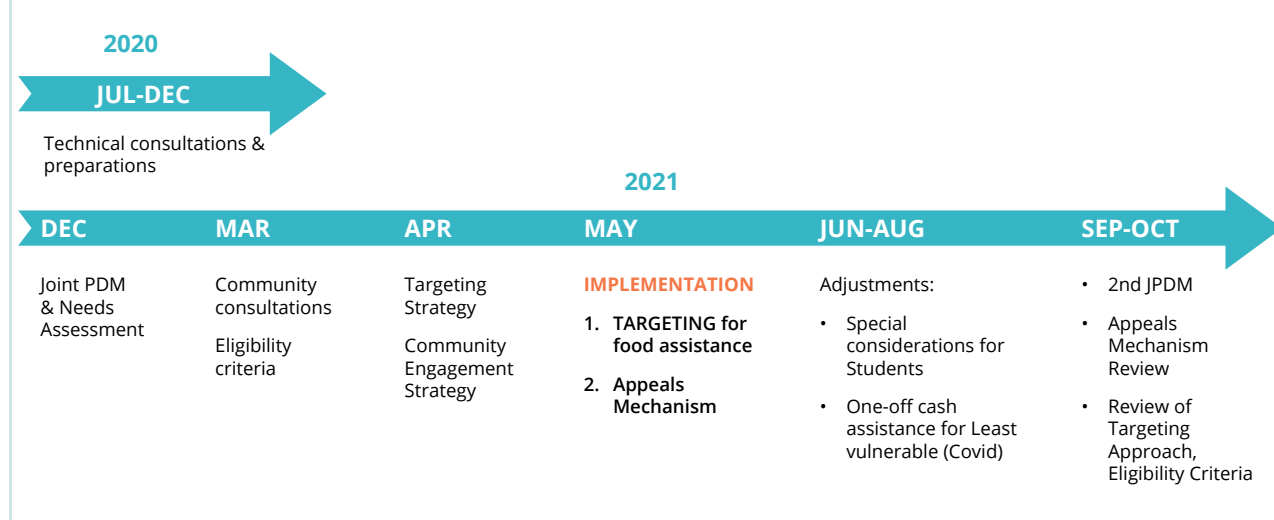 2020
JUL-DEC
Technical consultations &
preparations
2021
DEC
Joint PDM
& Needs
Assessment
MAR
Community
consultations
Eligibility
criteria
APR
Targeting
Strategy
Community
Engagement
Strategy
MAY
IMPLEMENTATION
1. TARGETING for
food assistance
2. Appeals
Mechanism
JUN-AUG
Adjustments:
• Special
considerations for
Students
• One-off cash
assistance for Least
vulnerable (Covid)
SEP-OCT
• 2nd JPDM
• Appeals
Mechanism
Review
• Review of
Targeting
Approach,
Eligibility Criteria